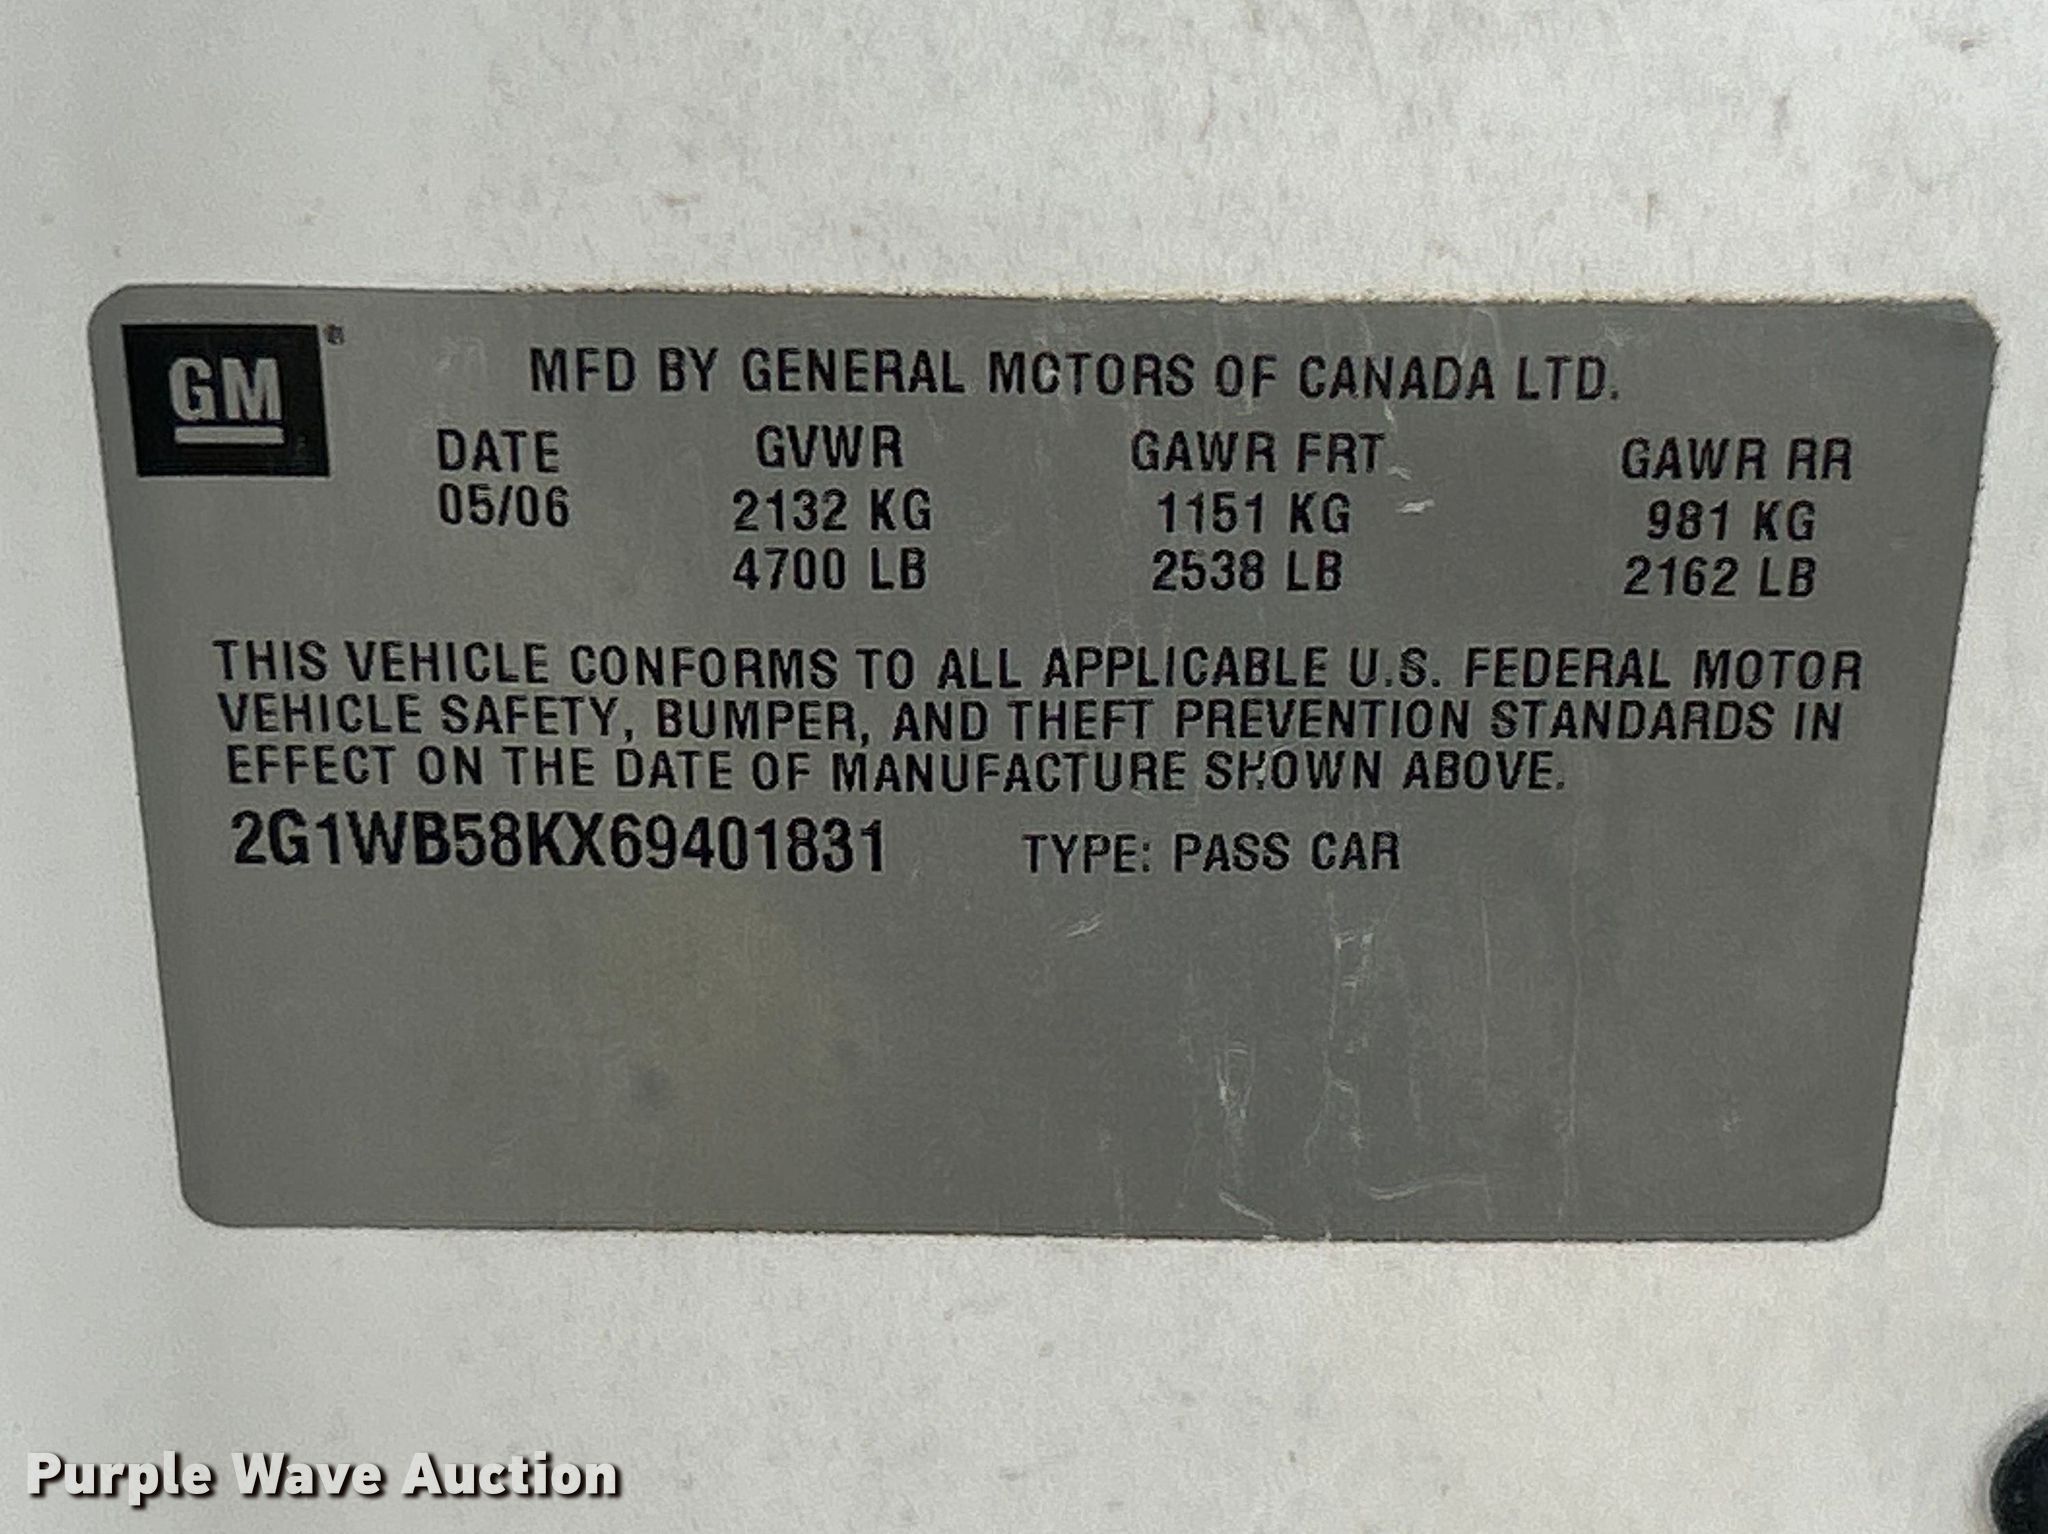 GM®
MFD BY GENERAL MOTORS OF CANADA LTD.
DATE GVWR GAWR FRT GAWR RR
05/06 2132 KG 1151 KG 981 KG
4700 LB 2538 LB 2162 LB
THIS VEHICLE CONFORMS TO ALL APPLICABLE U.S. FEDERAL MOTOR
VEHICLE SAFETY, BUMPER, AND THEFT PREVENTION STANDARDS IN
EFFECT ON THE DATE OF MANUFACTURE SHOWN ABOVE.
2G1WB58KX69401831 TYPE: PASS CAR
Purple Wave Auction